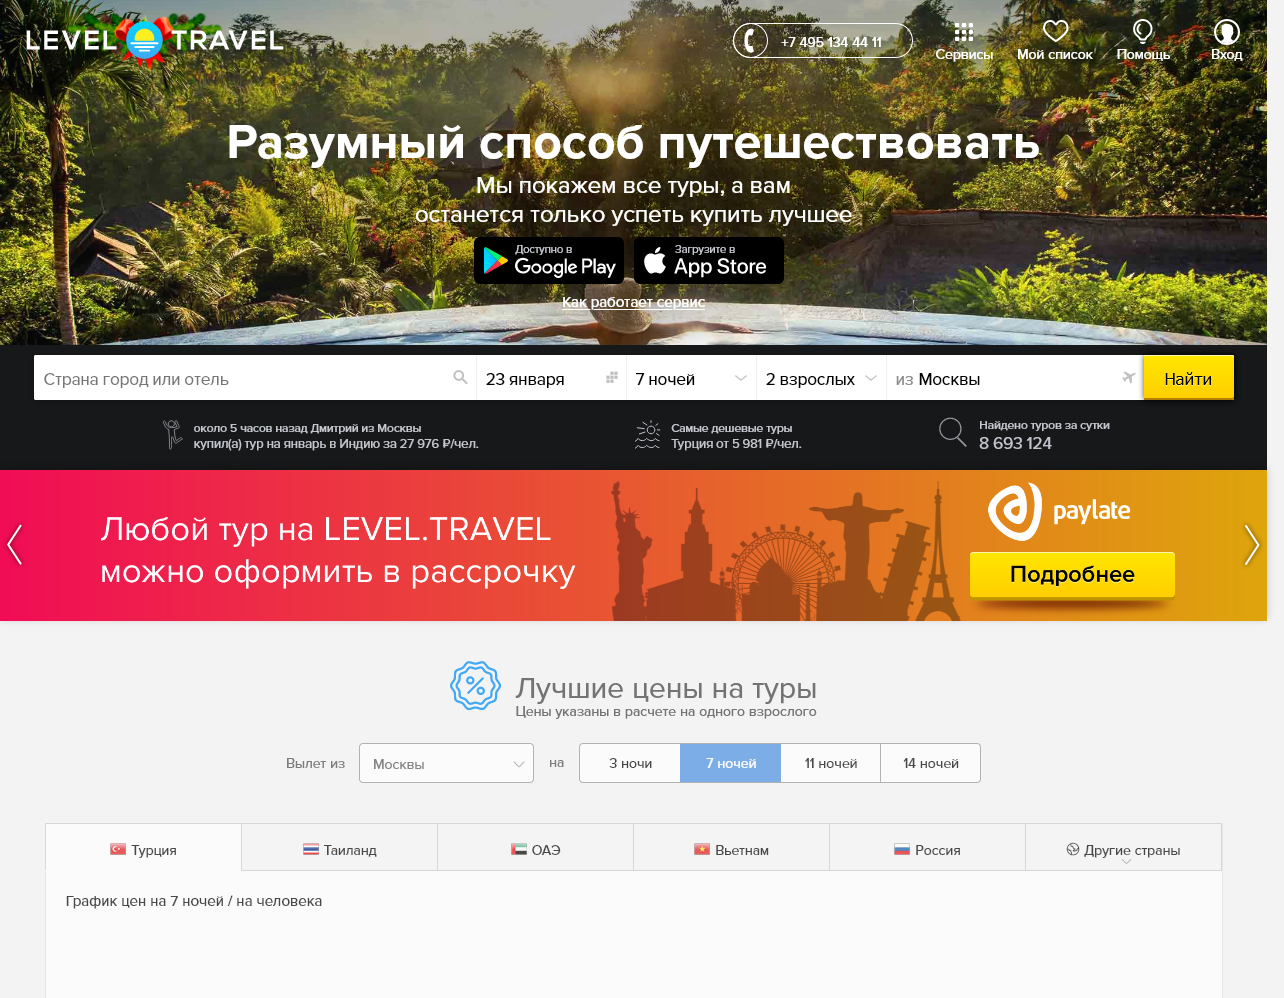 LEVEL TRAVEL
+7 495 134 44 11
Сервисы
Мой список
Помощь
Вход
Разумный способ путешествовать
Мы покажем все туры, а вам
останется только успеть купить лучшее
Доступно в
Google Play
Загрузите в
App Store
Как работает сервис
Страна город или отель
23 января
7 ночей
2 взрослых
из Москвы
Найти
около 5 часов назад Дмитрий из Москвы
купил(а) тур на январь в Индию за 27 976 ₽/чел.
Самые дешевые туры
Турция от 5 981 ₽/чел.
Найдено туров за сутки
8 693 124
Любой тур на LEVEL.TRAVEL
можно оформить в рассрочку
paylate
Подробнее
Лучшие цены на туры
Цены указаны в расчете на одного взрослого
Вылет из
Москвы
на
3 ночи
7 ночей
11 ночей
14 ночей
Турция
Таиланд
ОАЭ
Вьетнам
Россия
Другие страны
График цен на 7 ночей / на человека